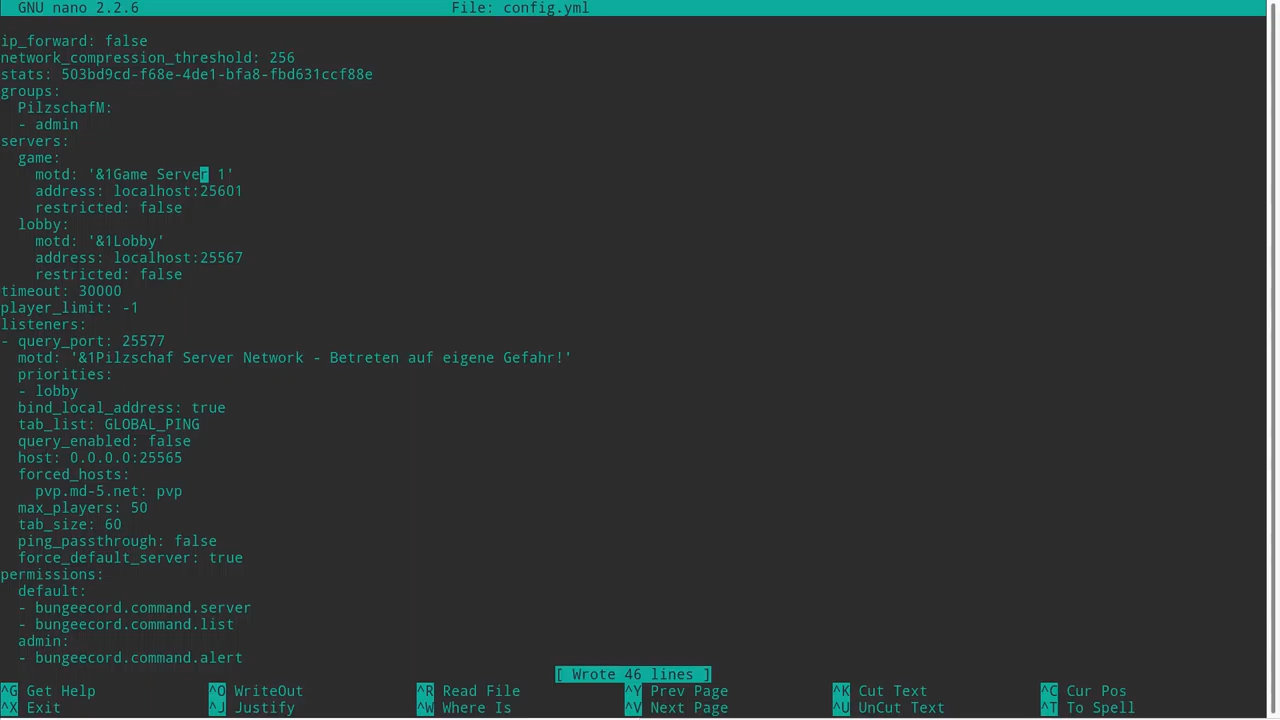 GNU nano 2.2.6 File: config.yml
ip_forward: false
network_compression_threshold: 256
stats: 503bd9cd-f68e-4de1-bfa8-fbd631ccf88e
groups:
  PilzschafM:
  - admin
servers:
  game:
    motd: '&1Game Server 1'
    address: localhost:25601
    restricted: false
  lobby:
    motd: '&1Lobby'
    address: localhost:25567
    restricted: false
timeout: 30000
player_limit: -1
listeners:
- query_port: 25577
  motd: '&1Pilzschaf Server Network - Betreten auf eigene Gefahr!'
  priorities:
  - lobby
  bind_local_address: true
  tab_list: GLOBAL_PING
  query_enabled: false
  host: 0.0.0.0:25565
  forced_hosts:
    pvp.md-5.net: pvp
  max_players: 50
  tab_size: 60
  ping_passthrough: false
  force_default_server: true
permissions:
  default:
  - bungeecord.command.server
  - bungeecord.command.list
  admin:
  - bungeecord.command.alert
[ Wrote 46 lines ]
^G Get Help ^O WriteOut ^R Read File ^Y Prev Page ^K Cut Text ^C Cur Pos
^X Exit ^J Justify ^W Where Is ^V Next Page ^U UnCut Text ^T To Spell